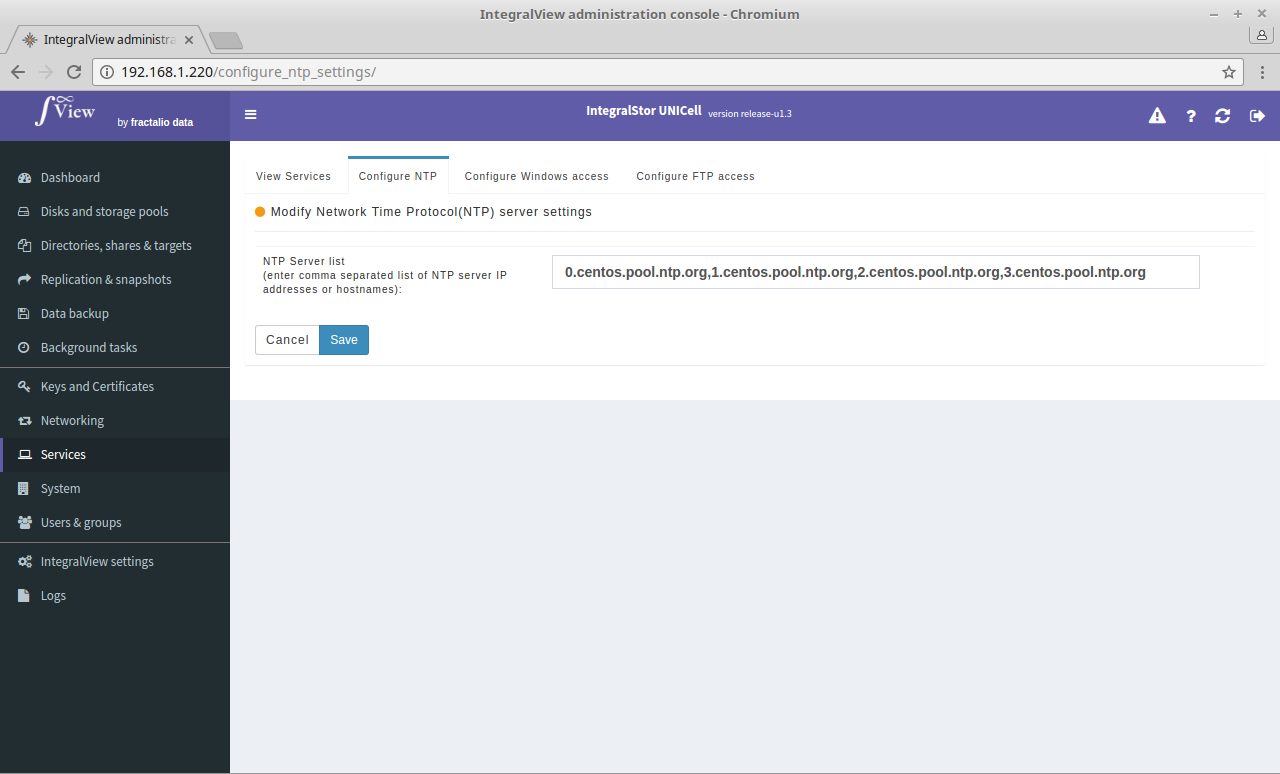 IntegralView administration console - Chromium
IntegralView administra
192.168.1.220/configure_ntp_settings/
View
by fractalio data
IntegralStor UNICell version release-u1.3
Dashboard
Disks and storage pools
Directories, shares & targets
Replication & snapshots
Data backup
Background tasks
Keys and Certificates
Networking
Services
System
Users & groups
IntegralView settings
Logs
View Services
Configure NTP
Configure Windows access
Configure FTP access
Modify Network Time Protocol(NTP) server settings
NTP Server list
(enter comma separated list of NTP server IP
addresses or hostnames):
0.centos.pool.ntp.org,1.centos.pool.ntp.org,2.centos.pool.ntp.org,3.centos.pool.ntp.org
Cancel
Save